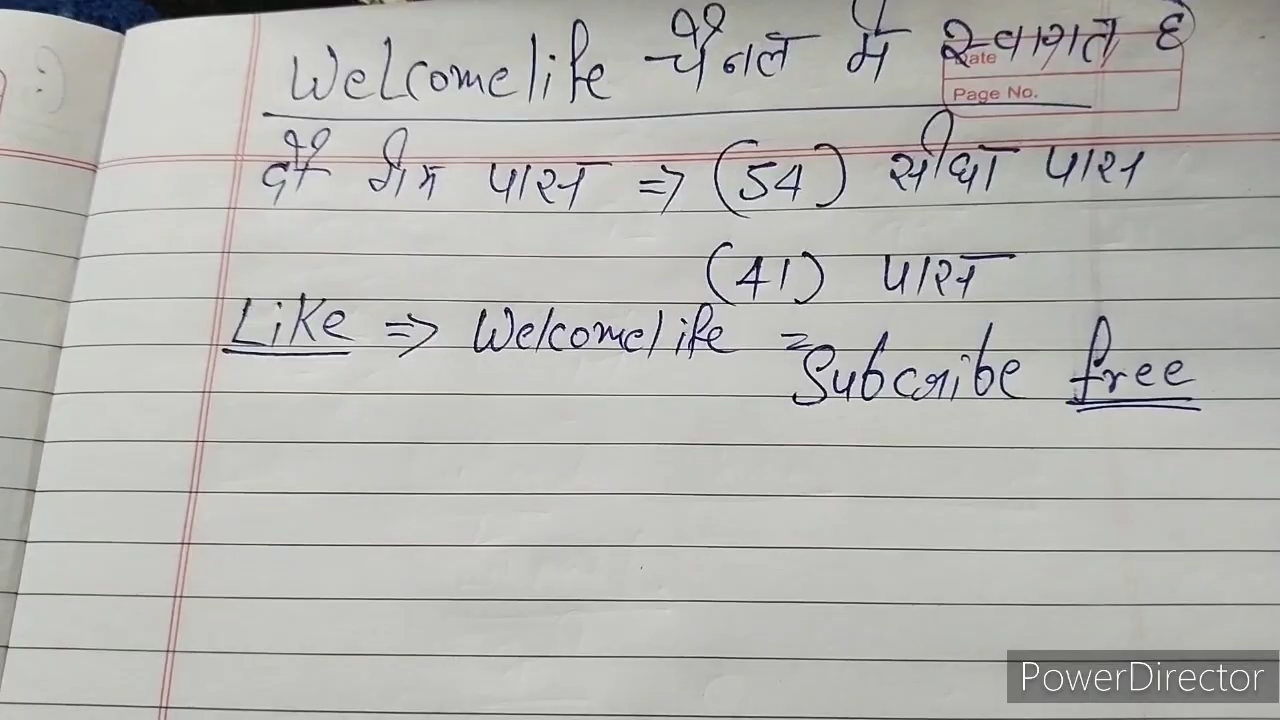 Welcomelife चैनल में स्वागत है
Date
Page No.
दो गेम पास => (54) सीधा पास
(41) पास
Like => Welcomelife = Subcribe free
PowerDirector